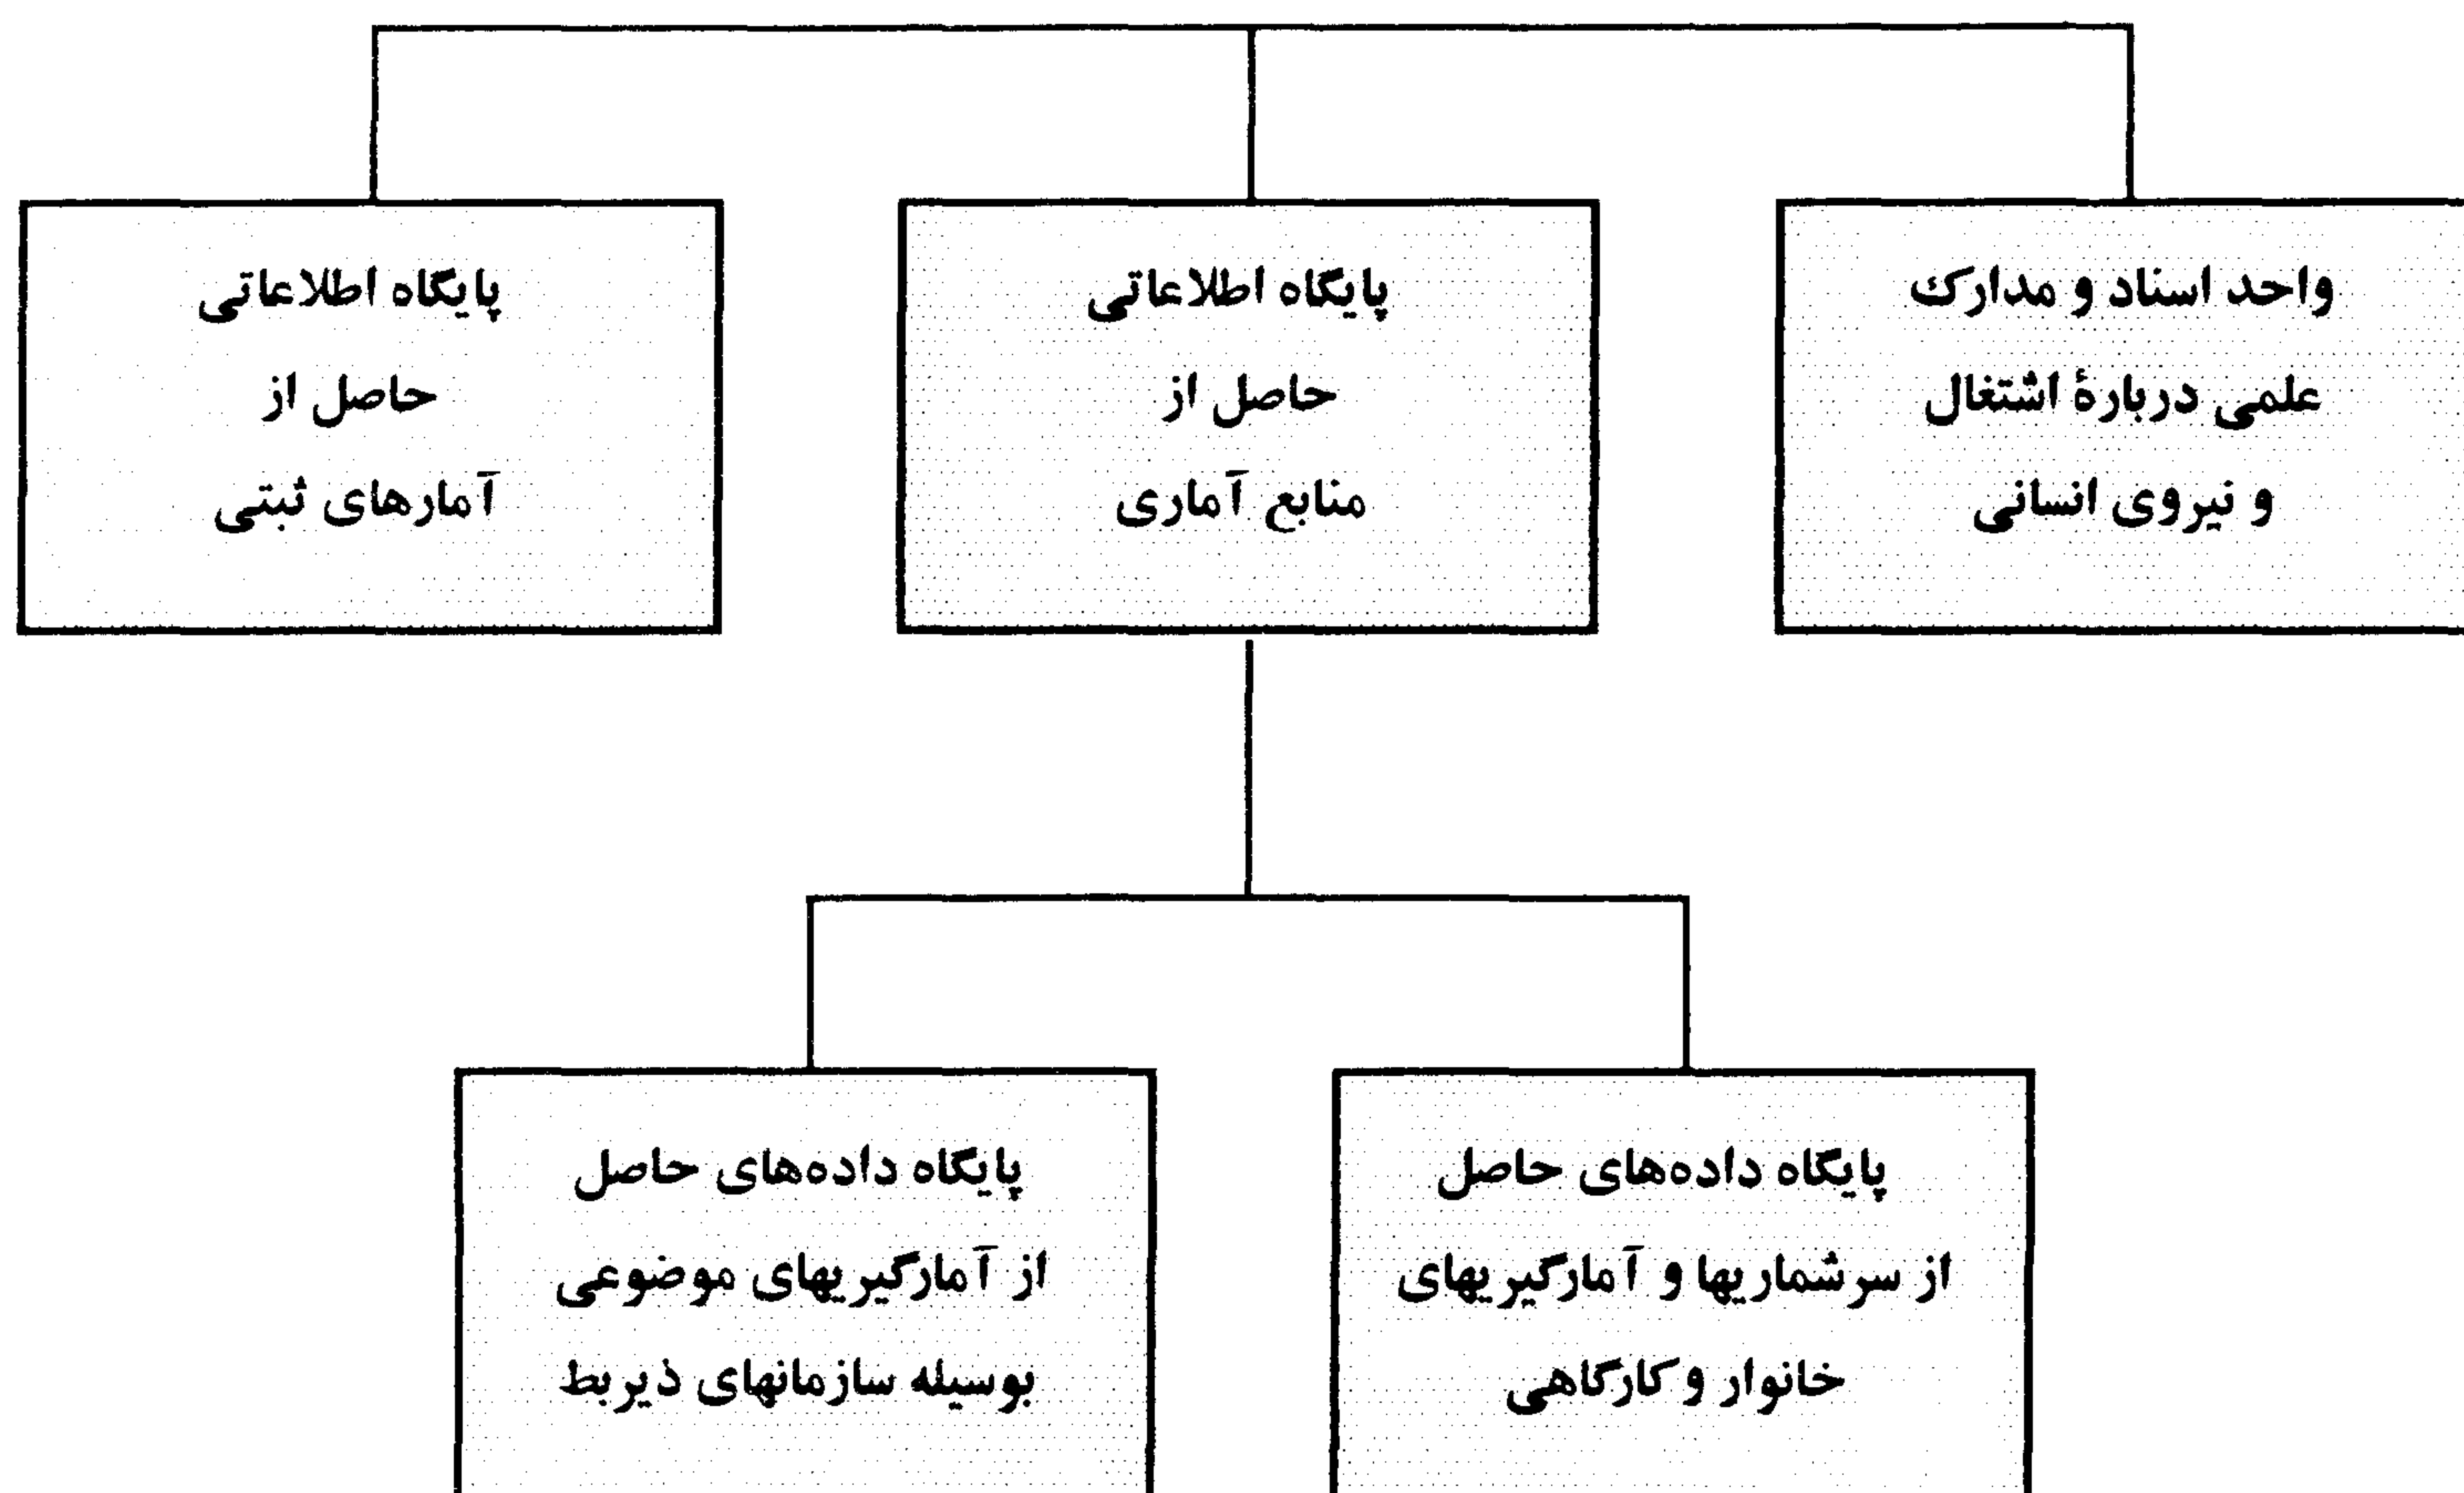 واحد اسناد و مدارک
علمی دربارهٔ اشتغال
و نیروی انسانی
پایگاه اطلاعاتی
حاصل از
منابع آماری
پایگاه اطلاعاتی
حاصل از
آمارهای ثبتی
پایگاه داده‌های حاصل
از سرشماریها و آمارگیریهای
خانوار و کارگاهی
پایگاه داده‌های حاصل
از آمارگیریهای موضوعی
بوسیله سازمانهای ذیربط